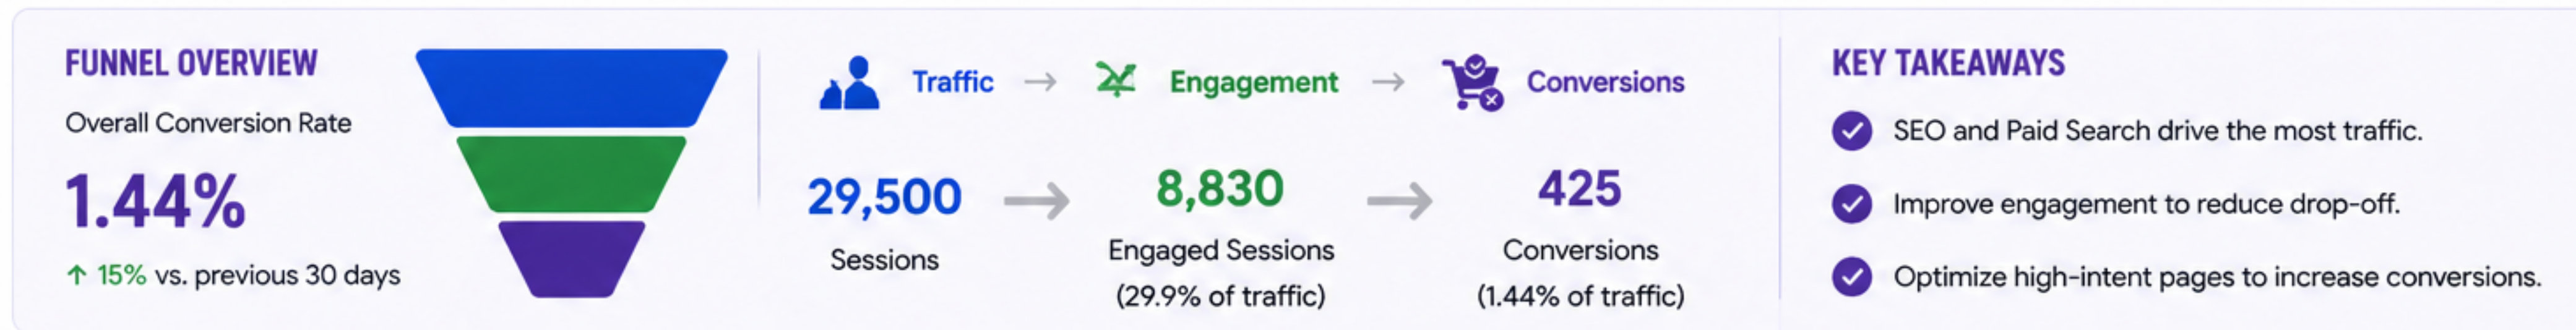 FUNNEL OVERVIEW
Overall Conversion Rate
1.44%
↑ 15% vs. previous 30 days
Traffic → Engagement → Conversions
29,500 → 8,830 → 425
Sessions
Engaged Sessions
(29.9% of traffic)
Conversions
(1.44% of traffic)
KEY TAKEAWAYS
SEO and Paid Search drive the most traffic.
Improve engagement to reduce drop-off.
Optimize high-intent pages to increase conversions.